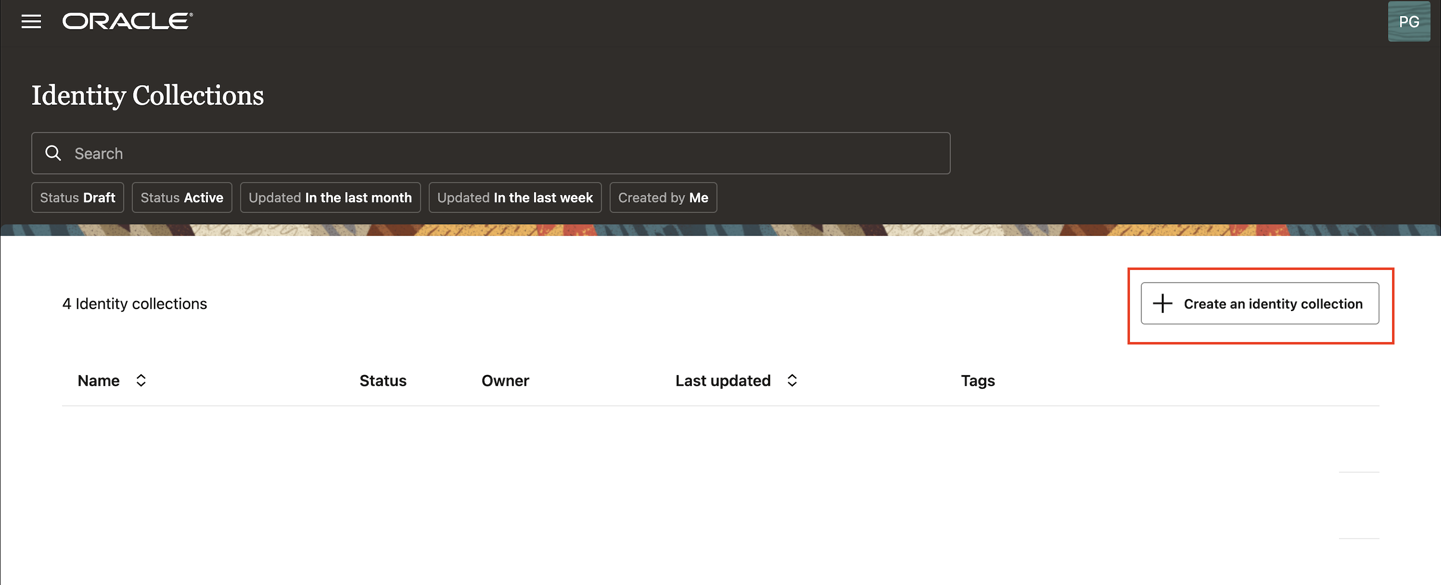 ORACLE®
PG
Identity Collections
Search
Status Draft Status Active Updated In the last month Updated In the last week Created by Me
4 Identity collections
Create an identity collection
Name Status Owner Last updated Tags